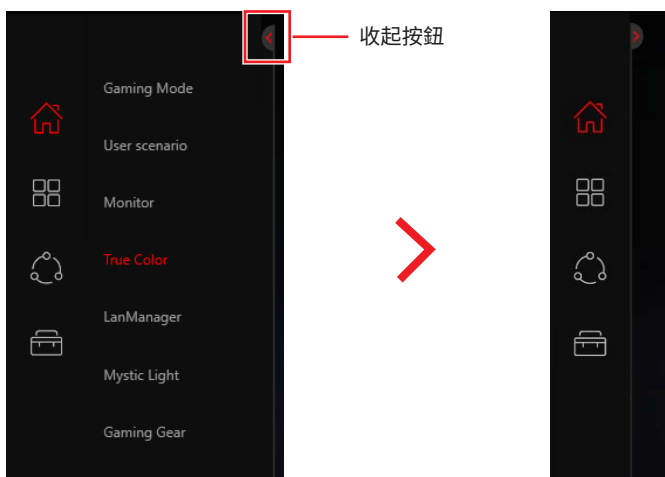 收起按鈕
Gaming Mode
User scenario
Monitor
True Color
LanManager
Mystic Light
Gaming Gear